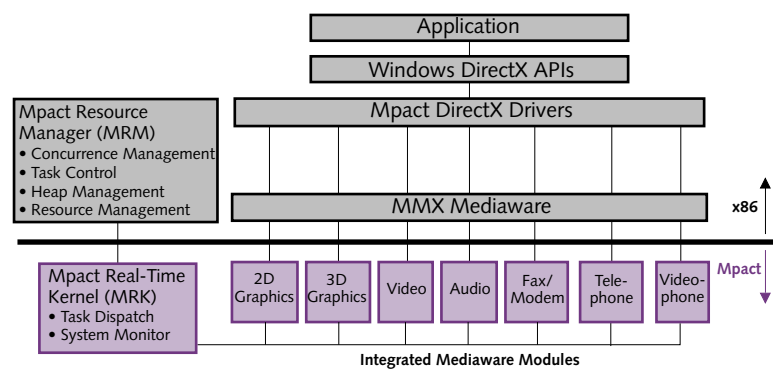 Application
Windows DirectX APIs
Mpact DirectX Drivers
Mpact Resource
Manager (MRM)
• Concurrence Management
• Task Control
• Heap Management
• Resource Management
MMX Mediaware
x86
Mpact
Mpact Real-Time
Kernel (MRK)
• Task Dispatch
• System Monitor
2D
Graphics
3D
Graphics
Video
Audio
Fax/
Modem
Tele-
phone
Video-
phone
Integrated Mediaware Modules